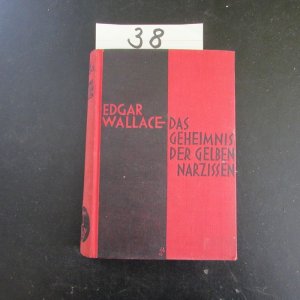 38
EDGAR
WALLACE-DAS
GEHEIMNIS
DER GELBEN
NARZISSEN